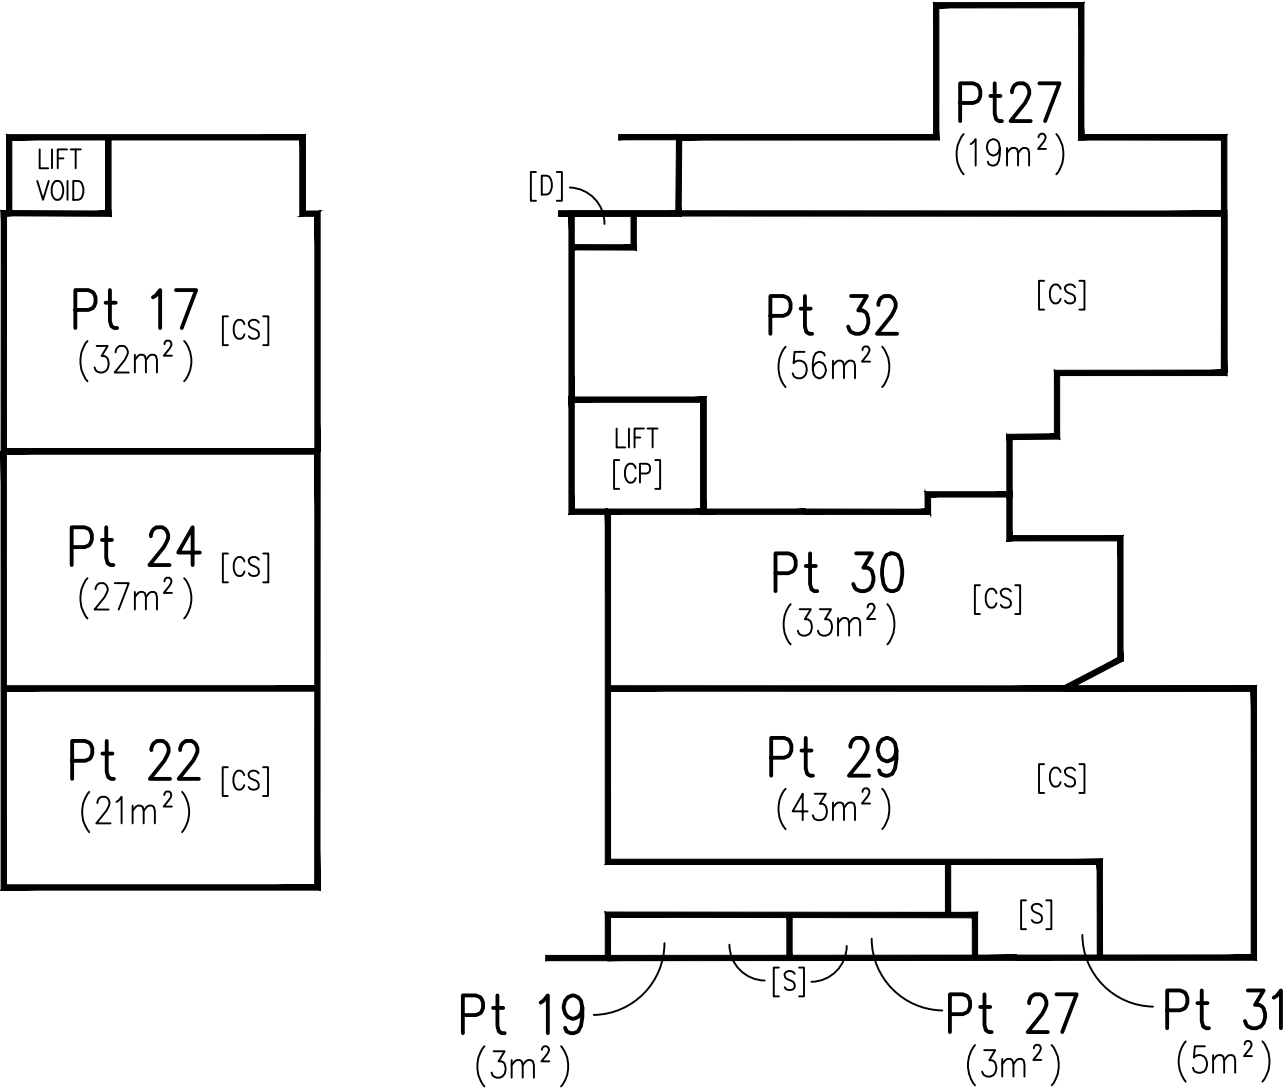 LIFT
VOID
Pt 17
[CS]
(32m²)
Pt 24
[CS]
(27m²)
Pt 22
[CS]
(21m²)
Pt27
(19m²)
[D]
Pt 32
[CS]
(56m²)
LIFT
[CP]
Pt 30
[CS]
(33m²)
Pt 29
[CS]
(43m²)
[S]
[S]
Pt 19
(3m²)
Pt 27
(3m²)
Pt 31
(5m²)